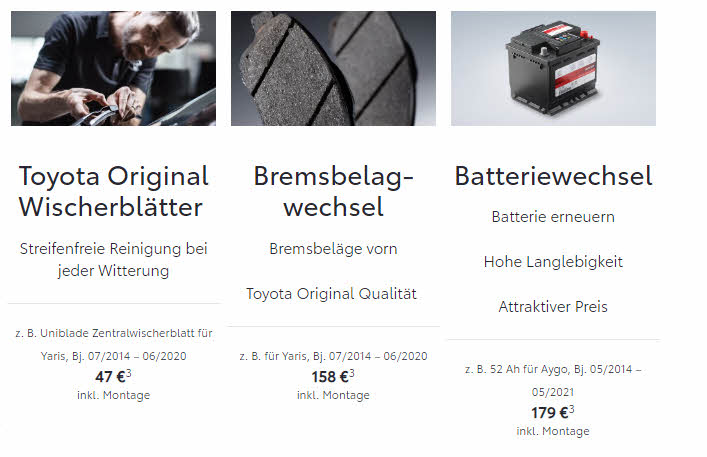 Toyota Original
Wischerblätter
Streifenfreie Reinigung bei
jeder Witterung
z. B. Uniblade Zentralwischerblatt für
Yaris, Bj. 07/2014 – 06/2020
47 €³
inkl. Montage
Bremsbelag-
wechsel
Bremsbeläge vorn
Toyota Original Qualität
z. B. für Yaris, Bj. 07/2014 – 06/2020
158 €³
inkl. Montage
Batteriewechsel
Batterie erneuern
Hohe Langlebigkeit
Attraktiver Preis
z. B. 52 Ah für Aygo, Bj. 05/2014 –
05/2021
179 €³
inkl. Montage